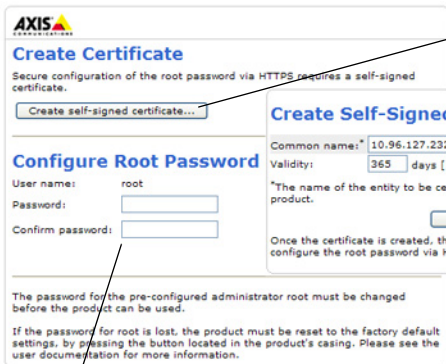 AXIS
COMMUNICATIONS
Create Certificate
Secure configuration of the root password via HTTPS requires a self-signed
certificate.
Create self-signed certificate...
Create Self-Signed
Common name:* 10.96.127.232
Validity: 365 days [
*The name of the entity to be ce
product.
Once the certificate is created, th
configure the root password via H
Configure Root Password
User name: root
Password:
Confirm password:
The password for the pre-configured administrator root must be changed
before the product can be used.
If the password for root is lost, the product must be reset to the factory default
settings, by pressing the button located in the product's casing. Please see the
user documentation for more information.